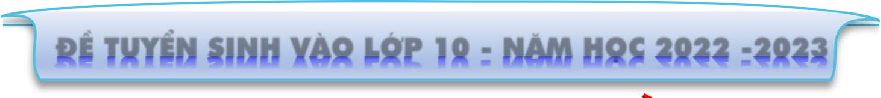 ĐỀ TUYỂN SINH VÀO LỚP 10 - NĂM HỌC 2022 -2023